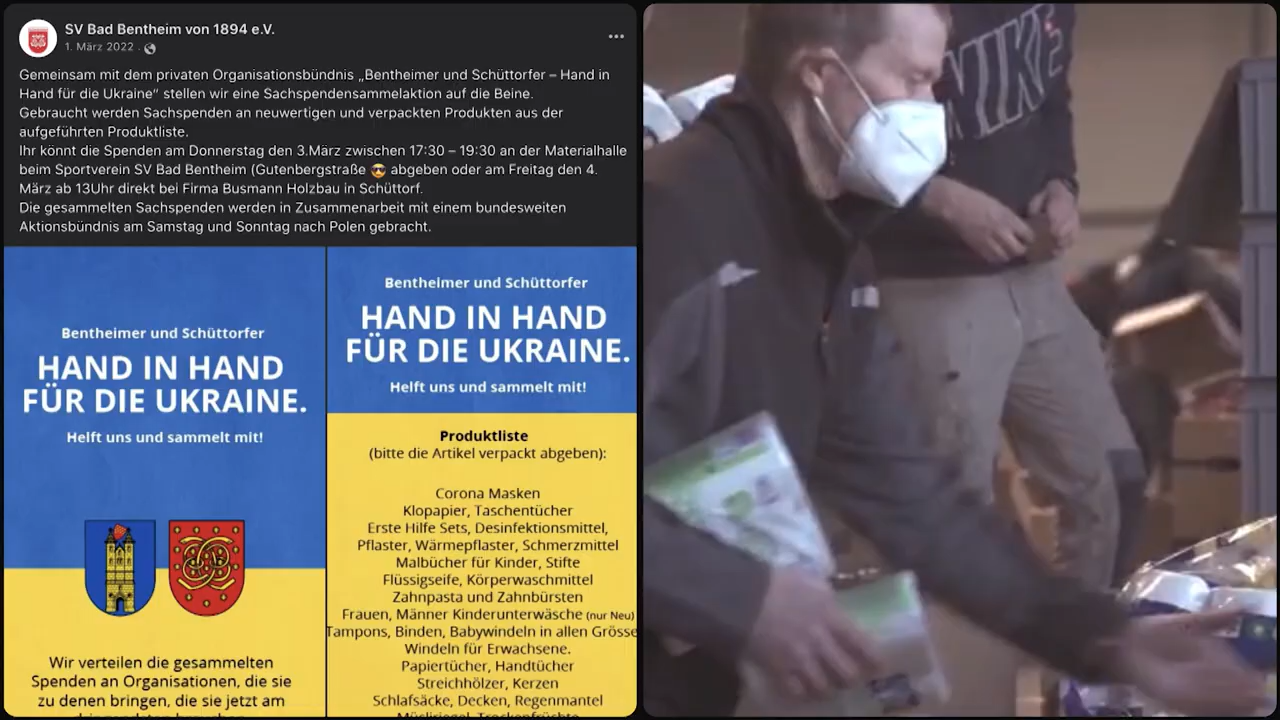 SV Bad Bentheim von 1894 e.V.
1. März 2022 ·
Gemeinsam mit dem privaten Organisationsbündnis „Bentheimer und Schüttorfer – Hand in
Hand für die Ukraine“ stellen wir eine Sachspendensammelaktion auf die Beine.
Gebraucht werden Sachspenden an neuwertigen und verpackten Produkten aus der
aufgeführten Produktliste.
Ihr könnt die Spenden am Donnerstag den 3.März zwischen 17:30 – 19:30 an der Materialhalle
beim Sportverein SV Bad Bentheim (Gutenbergstraße 😎 abgeben oder am Freitag den 4.
März ab 13Uhr direkt bei Firma Busmann Holzbau in Schüttorf.
Die gesammelten Sachspenden werden in Zusammenarbeit mit einem bundesweiten
Aktionsbündnis am Samstag und Sonntag nach Polen gebracht.
Bentheimer und Schüttorfer
HAND IN HAND
FÜR DIE UKRAINE.
Helft uns und sammelt mit!
Wir verteilen die gesammelten
Spenden an Organisationen, die sie
zu denen bringen, die sie jetzt am
dringendsten brauchen
Bentheimer und Schüttorfer
HAND IN HAND
FÜR DIE UKRAINE.
Helft uns und sammelt mit!
Produktliste
(bitte die Artikel verpackt abgeben):
Corona Masken
Klopapier, Taschentücher
Erste Hilfe Sets, Desinfektionsmittel,
Pflaster, Wärmepflaster, Schmerzmittel
Malbücher für Kinder, Stifte
Flüssigseife, Körperwaschmittel
Zahnpasta und Zahnbürsten
Frauen, Männer Kinderunterwäsche (nur Neu)
Tampons, Binden, Babywindeln in allen Grösse
Windeln für Erwachsene.
Papiertücher, Handtücher
Streichhölzer, Kerzen
Schlafsäcke, Decken, Regenmantel
Müsliriegel, Trockenfrüchte